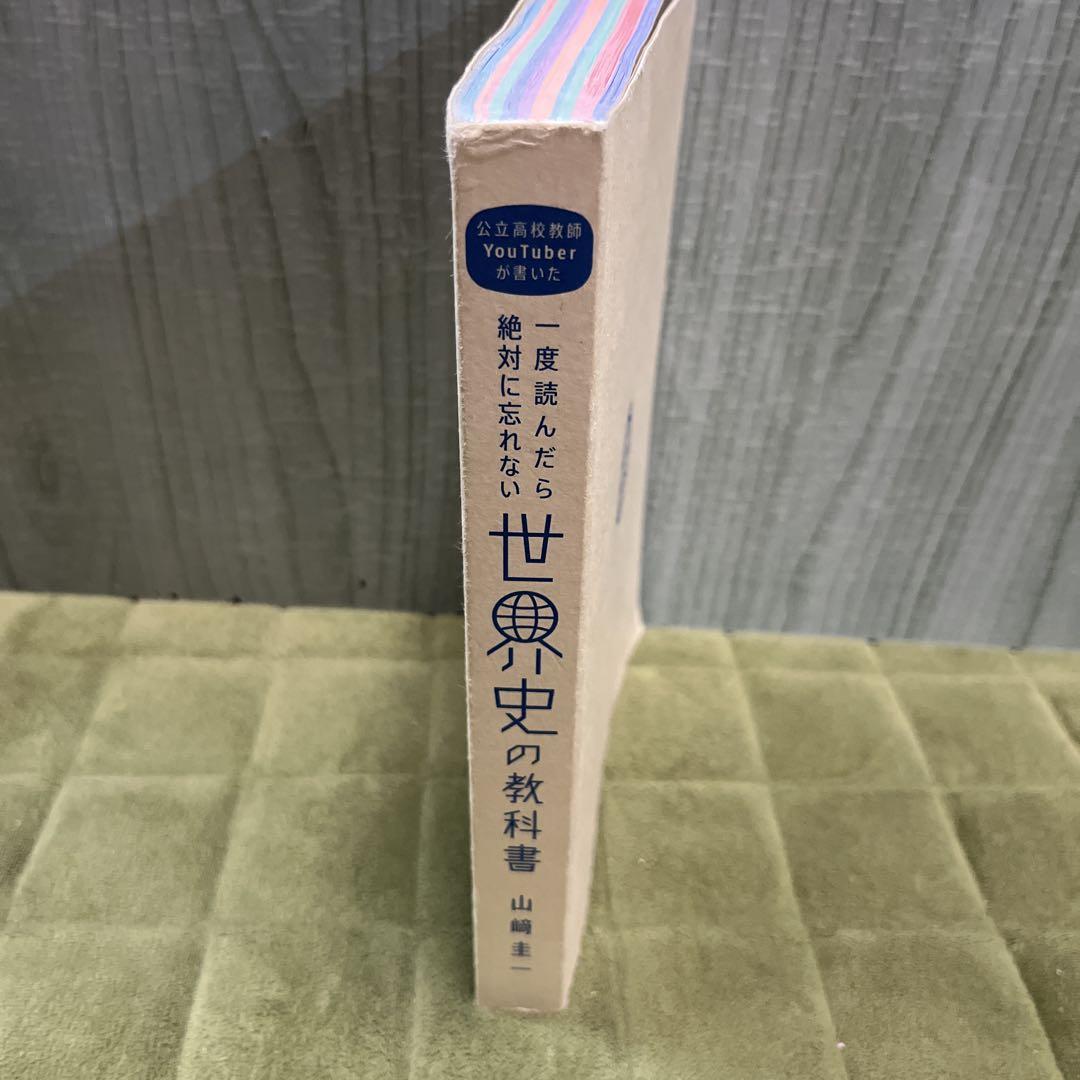 公立高校教師
YouTuber
が書いた
一度読んだら
絶対に忘れない
世界史の教科書
山﨑圭一